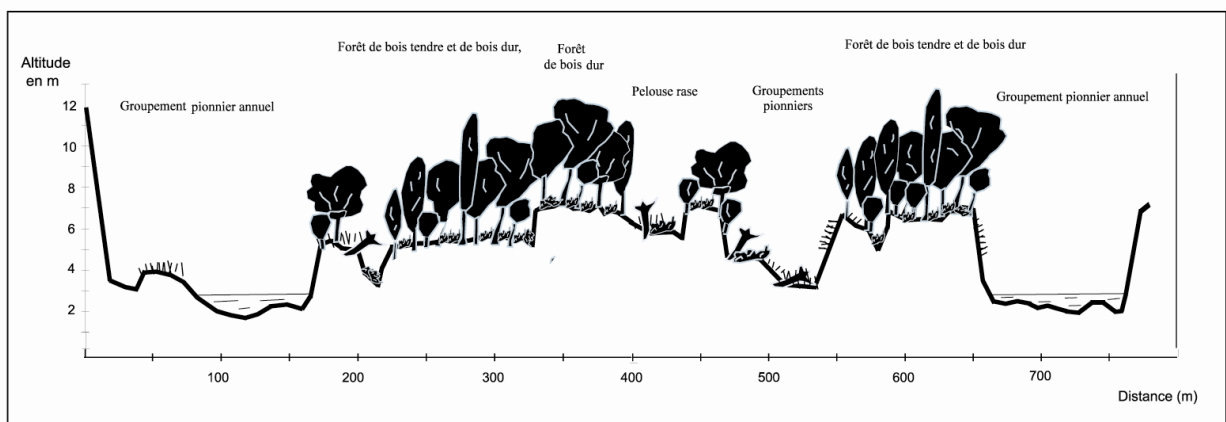 Forêt de bois tendre et de bois dur,
Forêt
de bois dur
Forêt de bois tendre et de bois dur
Altitude
en m
Pelouse rase
Groupements
pionniers
Groupement pionnier annuel
Groupement pionnier annuel
12
10
8
6
4
2
100
200
300
400
500
600
700
Distance (m)